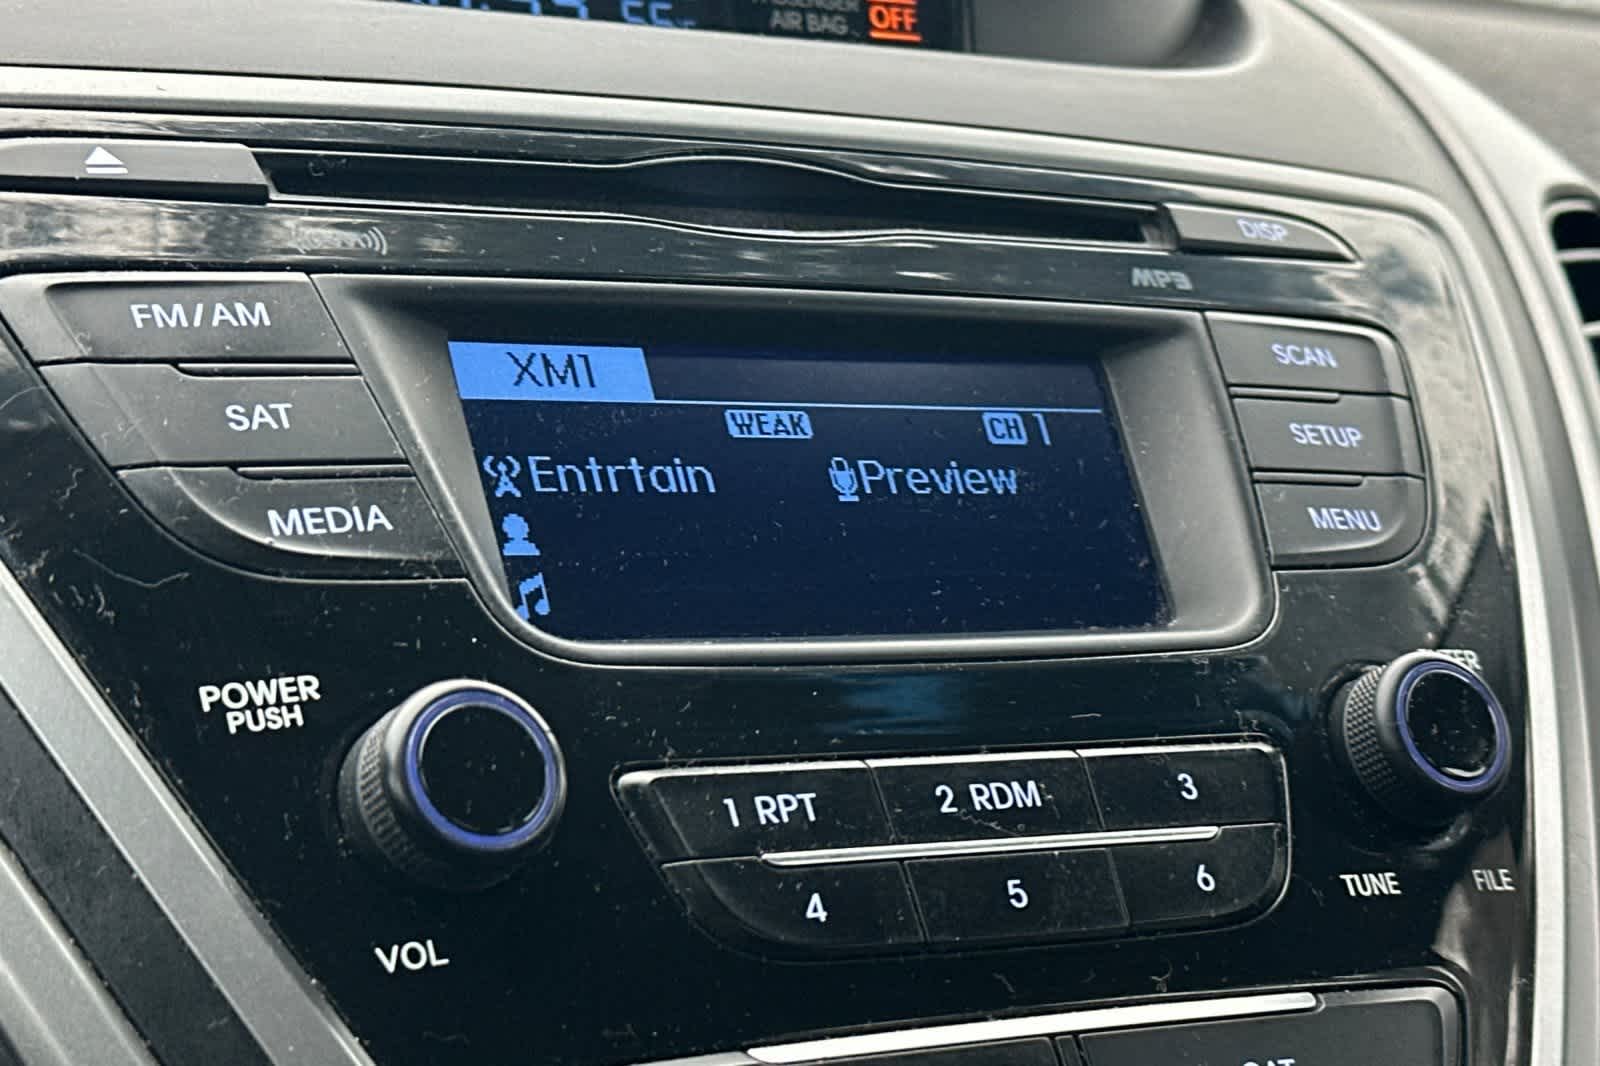 AIR BAG OFF
DISP
MP3
FM/AM
SAT
MEDIA
XM1
WEAK CH 1
Entrtain Preview
SCAN
SETUP
MENU
POWER
PUSH
VOL
1 RPT 2 RDM 3
4 5 6
TUNE FILE